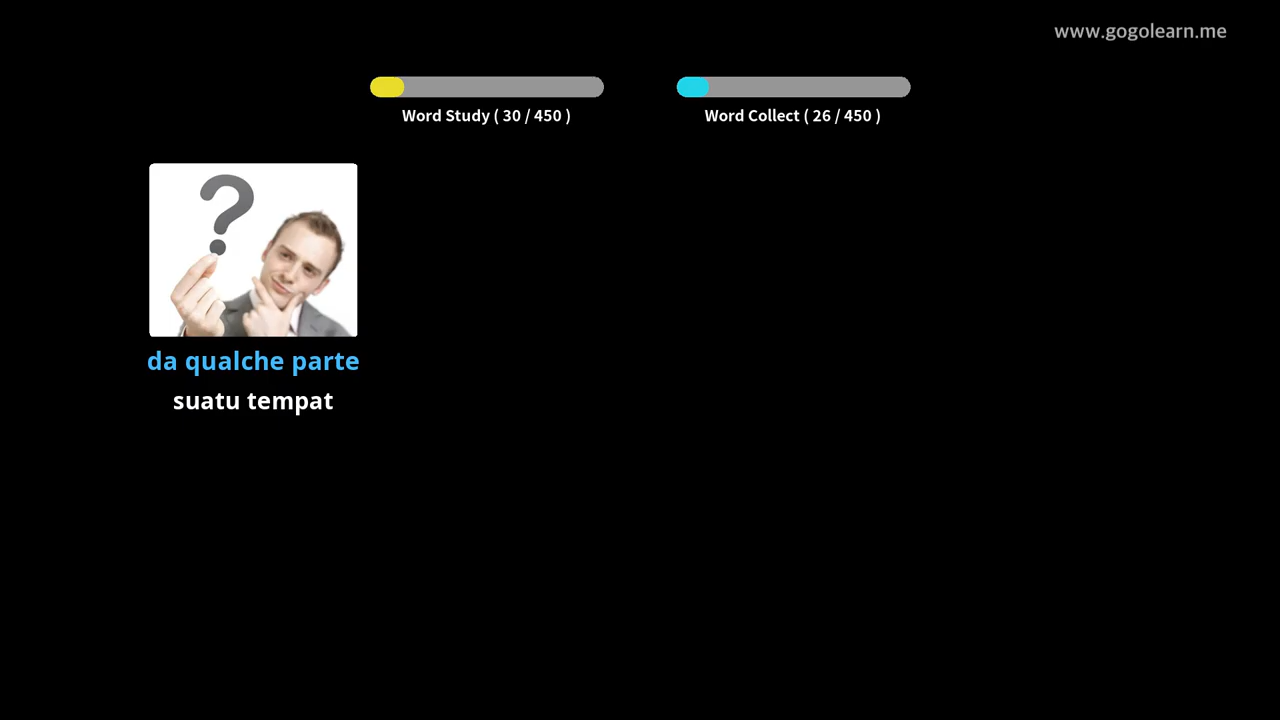 www.gogolearn.me
Word Study ( 30 / 450 )
Word Collect ( 26 / 450 )
?
da qualche parte
suatu tempat